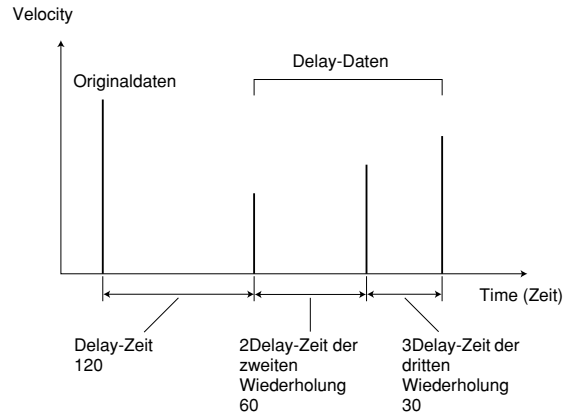 Velocity
Delay-Daten
Originaldaten
Time (Zeit)
Delay-Zeit
120
2Delay-Zeit der
zweiten
Wiederholung
60
3Delay-Zeit der
dritten
Wiederholung
30